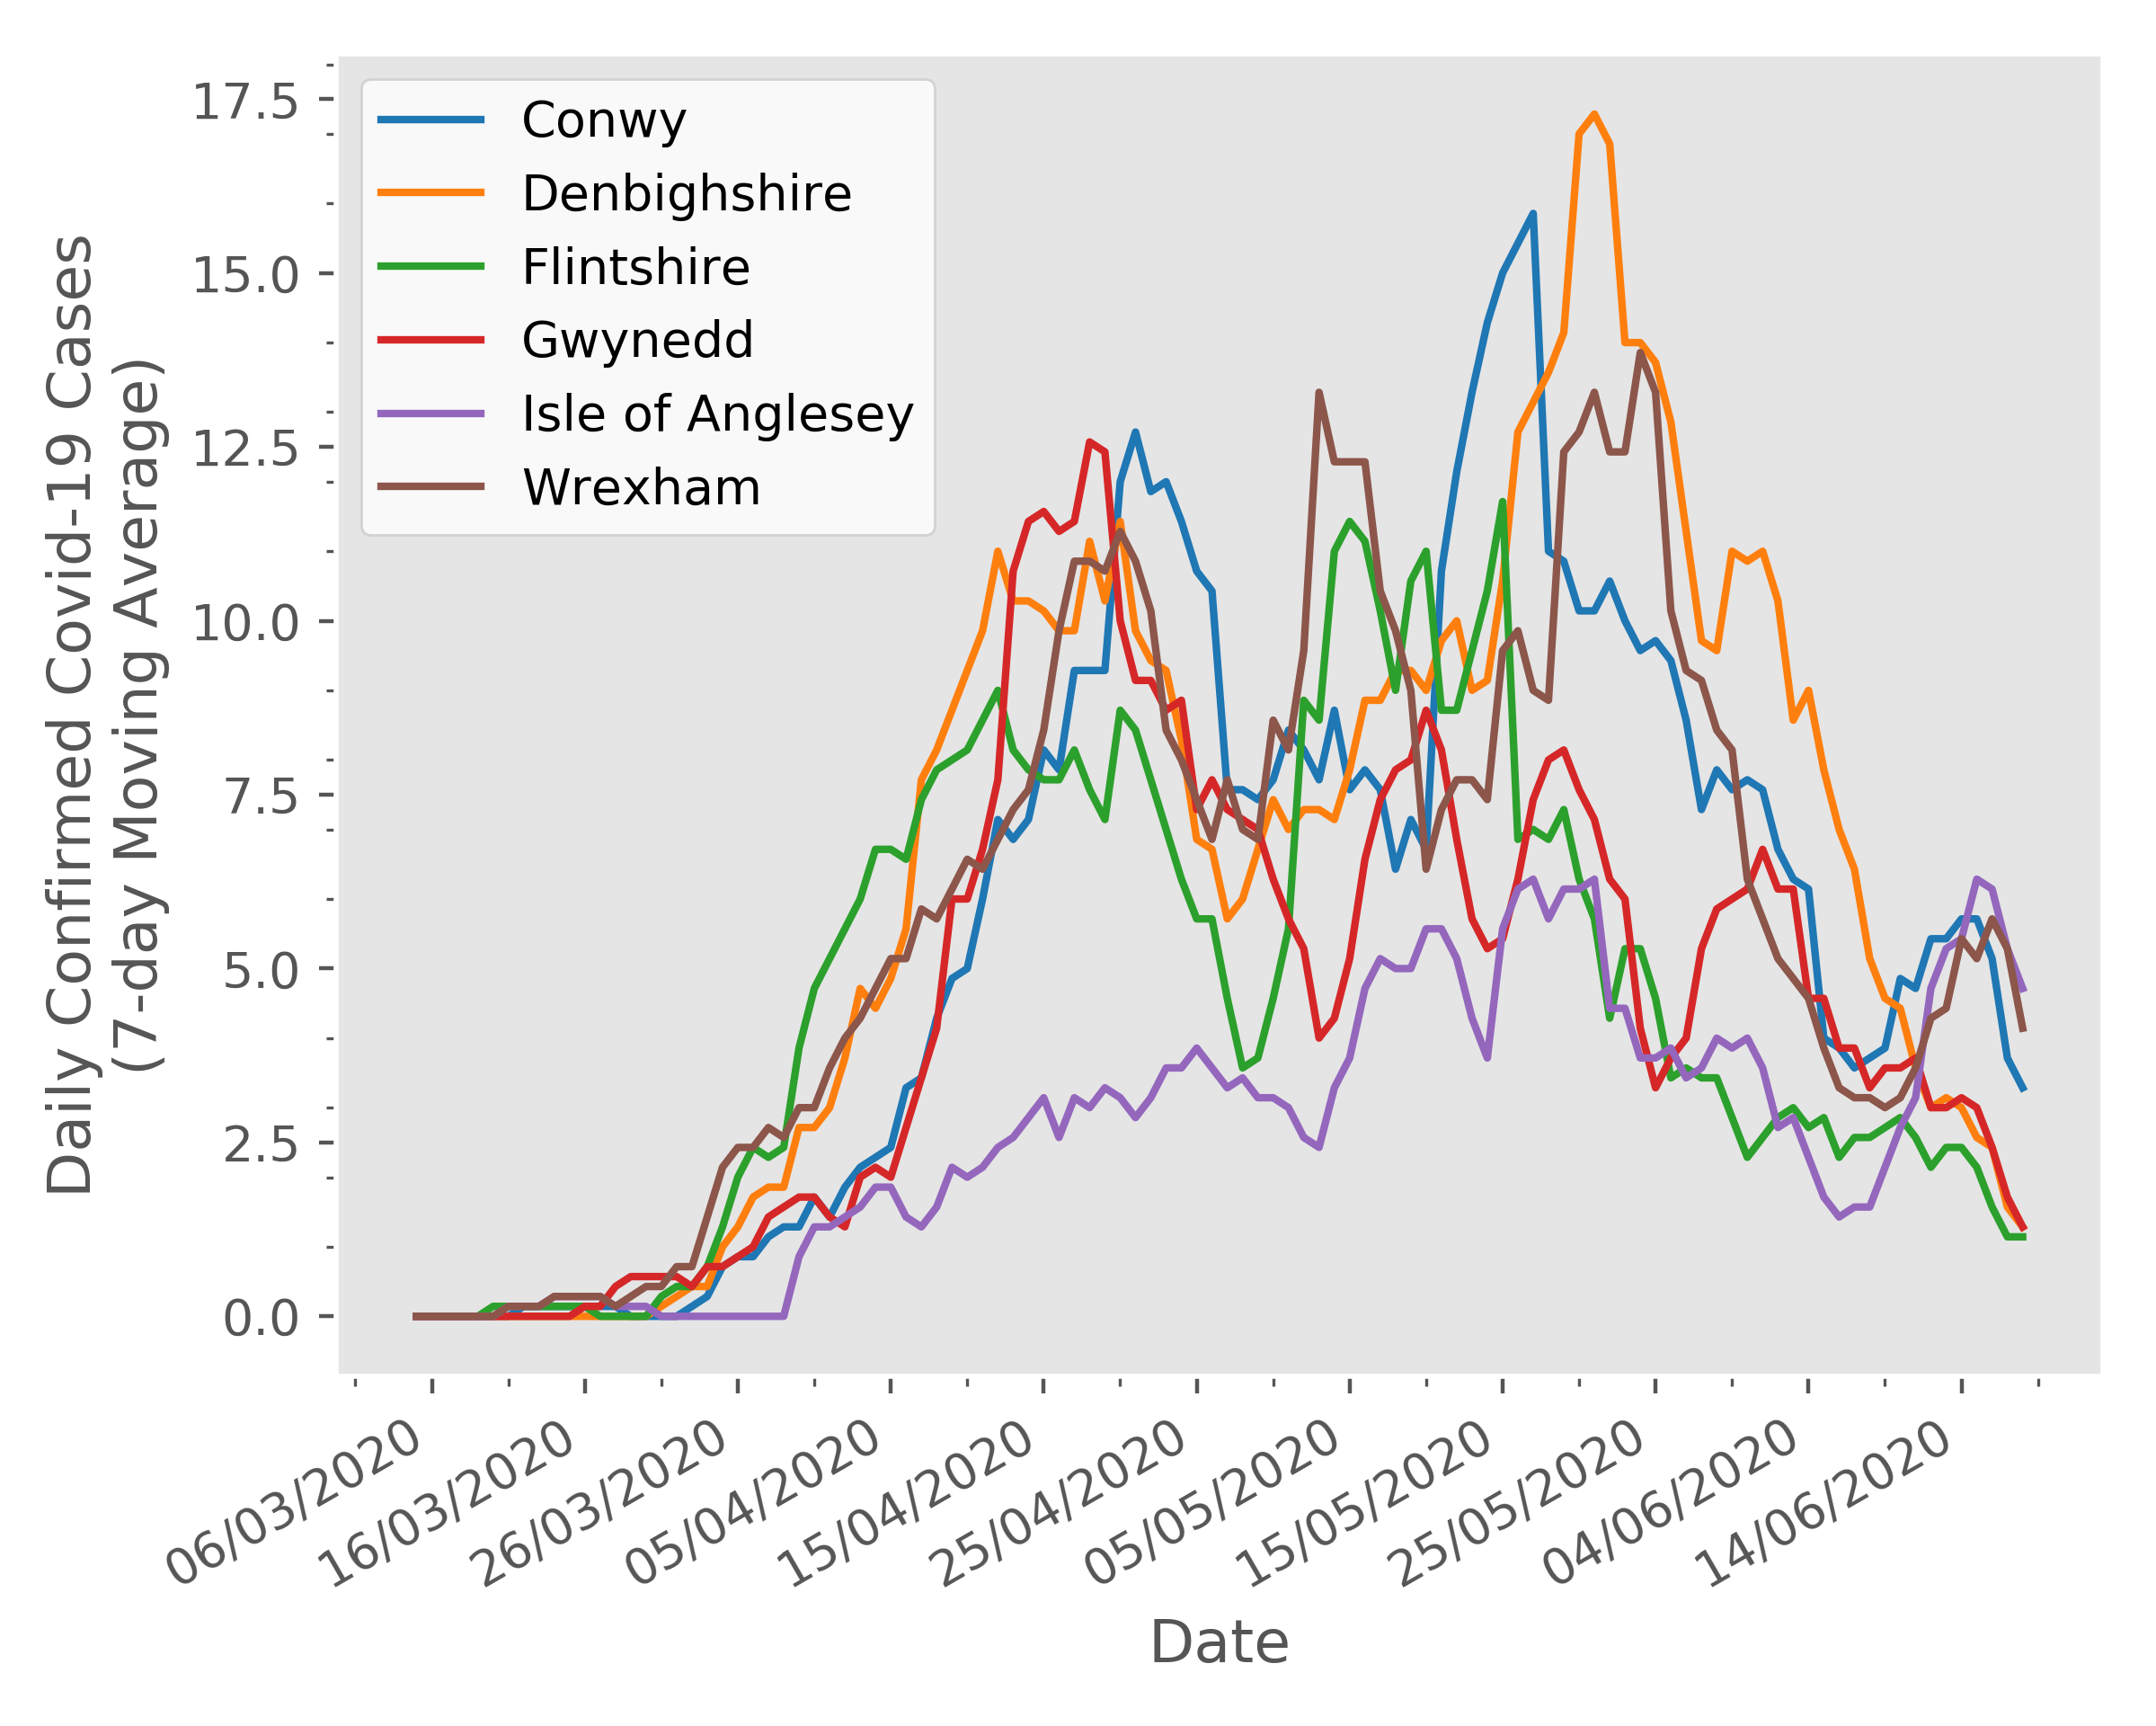 Daily Confirmed Covid-19 Cases
(7-day Moving Average)
17.5
15.0
12.5
10.0
7.5
5.0
2.5
0.0
Conwy
Denbighshire
Flintshire
Gwynedd
Isle of Anglesey
Wrexham
06/03/2020
16/03/2020
26/03/2020
05/04/2020
15/04/2020
25/04/2020
05/05/2020
15/05/2020
25/05/2020
04/06/2020
14/06/2020
Date